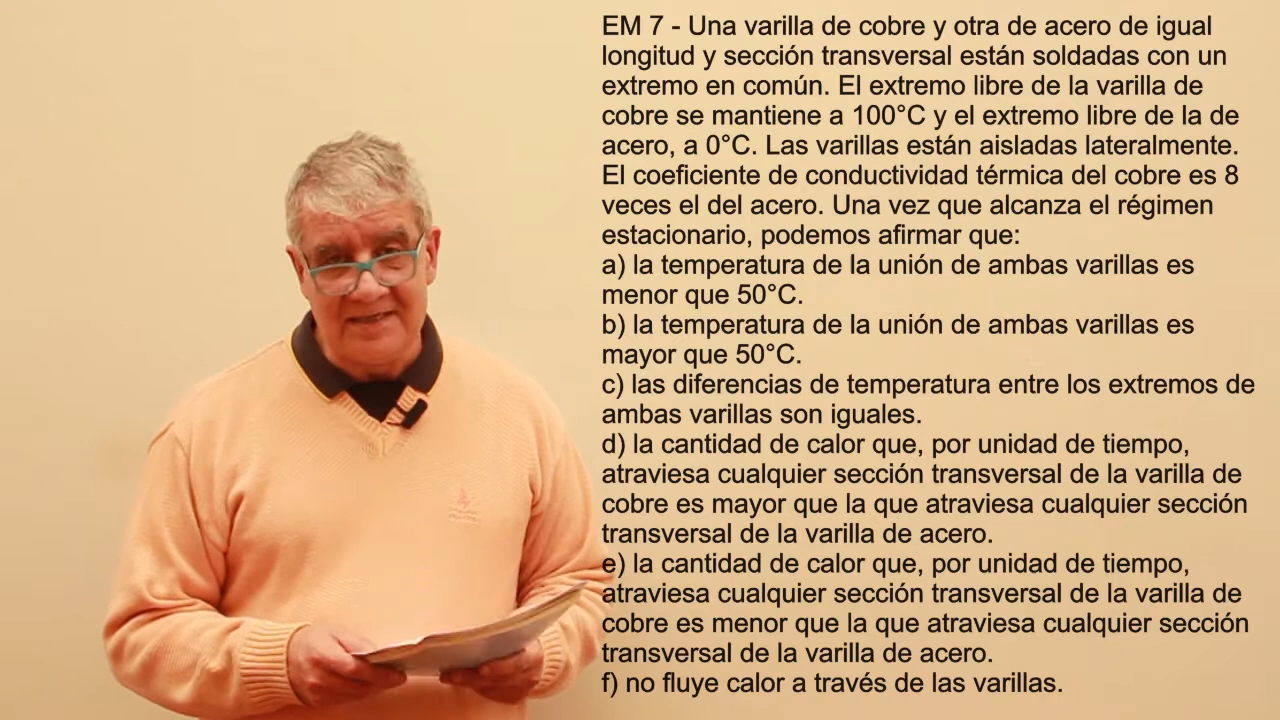 EM 7 - Una varilla de cobre y otra de acero de igual
longitud y sección transversal están soldadas con un
extremo en común. El extremo libre de la varilla de
cobre se mantiene a 100°C y el extremo libre de la de
acero, a 0°C. Las varillas están aisladas lateralmente.
El coeficiente de conductividad térmica del cobre es 8
veces el del acero. Una vez que alcanza el régimen
estacionario, podemos afirmar que:
a) la temperatura de la unión de ambas varillas es
menor que 50°C.
b) la temperatura de la unión de ambas varillas es
mayor que 50°C.
c) las diferencias de temperatura entre los extremos de
ambas varillas son iguales.
d) la cantidad de calor que, por unidad de tiempo,
atraviesa cualquier sección transversal de la varilla de
cobre es mayor que la que atraviesa cualquier sección
transversal de la varilla de acero.
e) la cantidad de calor que, por unidad de tiempo,
atraviesa cualquier sección transversal de la varilla de
cobre es menor que la que atraviesa cualquier sección
transversal de la varilla de acero.
f) no fluye calor a través de las varillas.